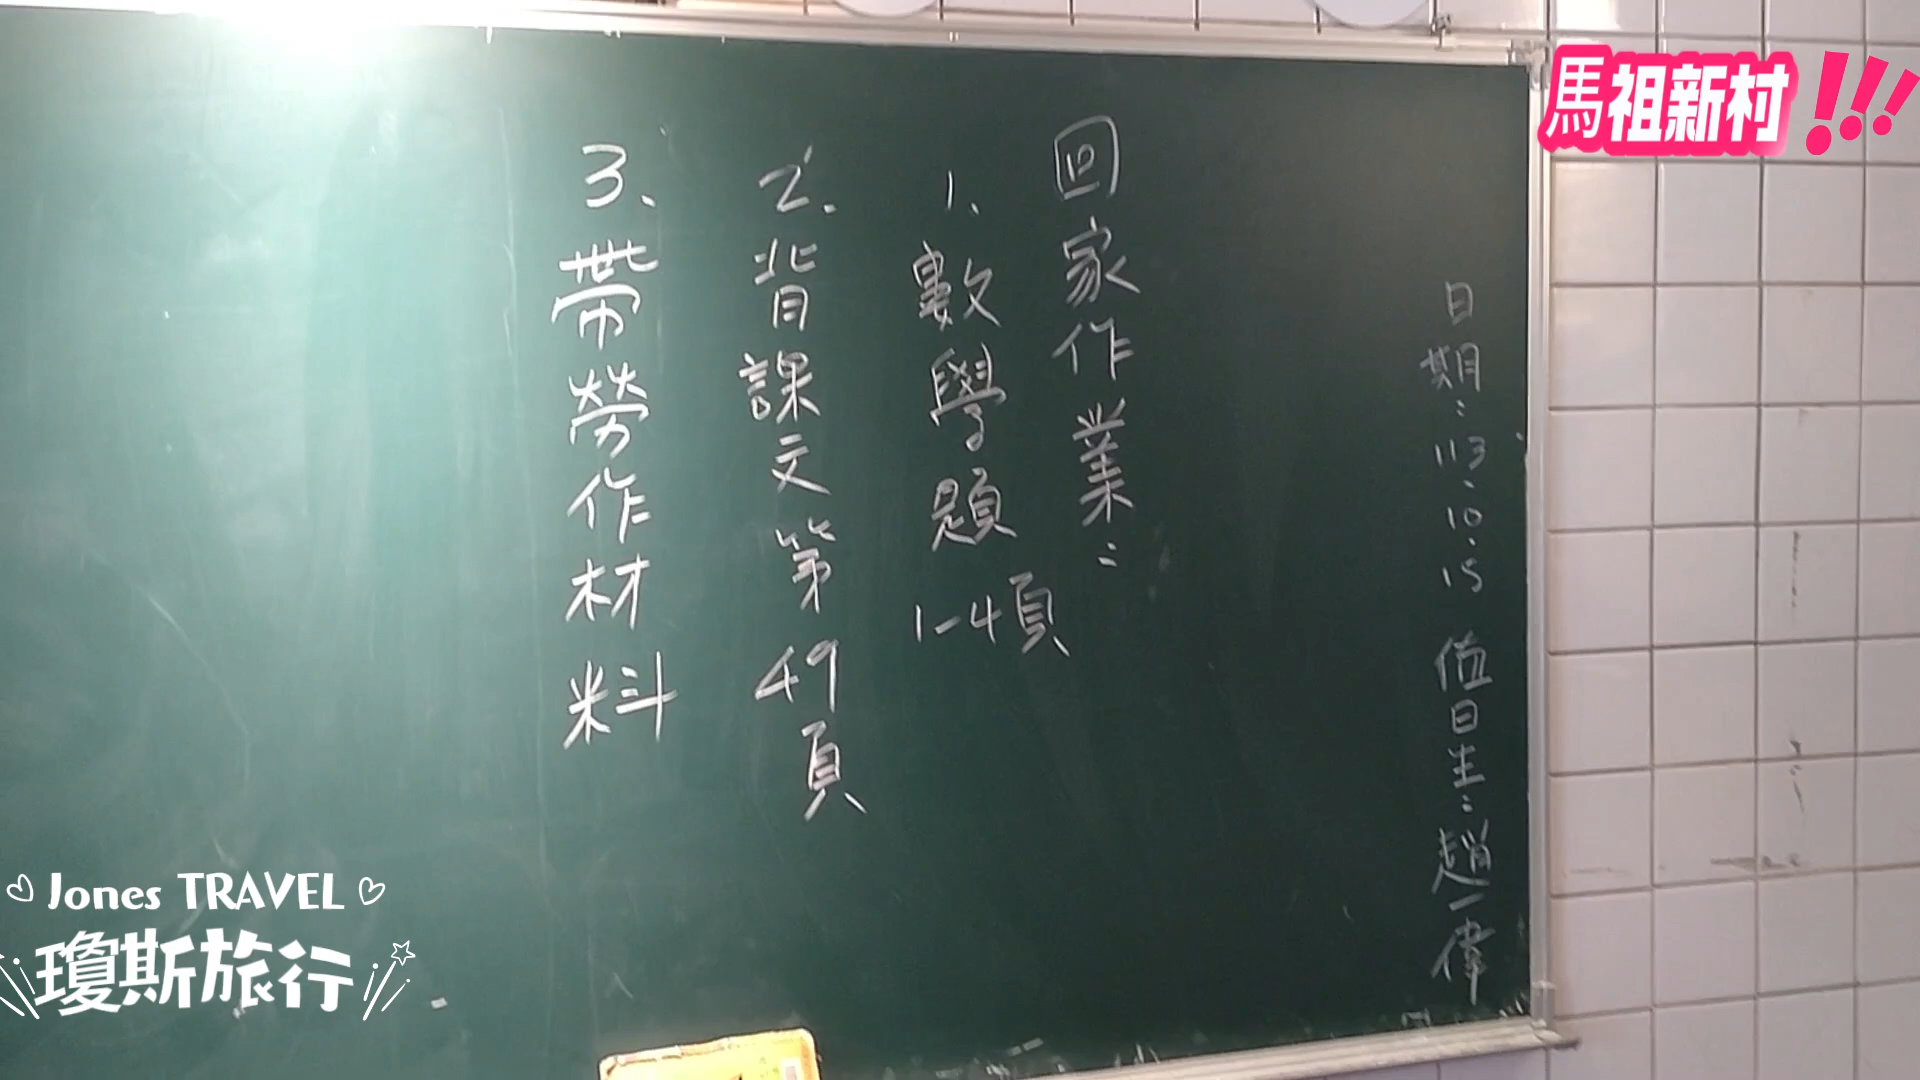 馬祖新村!!!
日期:113.10.15 值日生:趙一偉
回家作業:
1、數學題1-4頁
2.背課文第49頁
3、帶勞作材料
Jones TRAVEL
瓊斯旅行